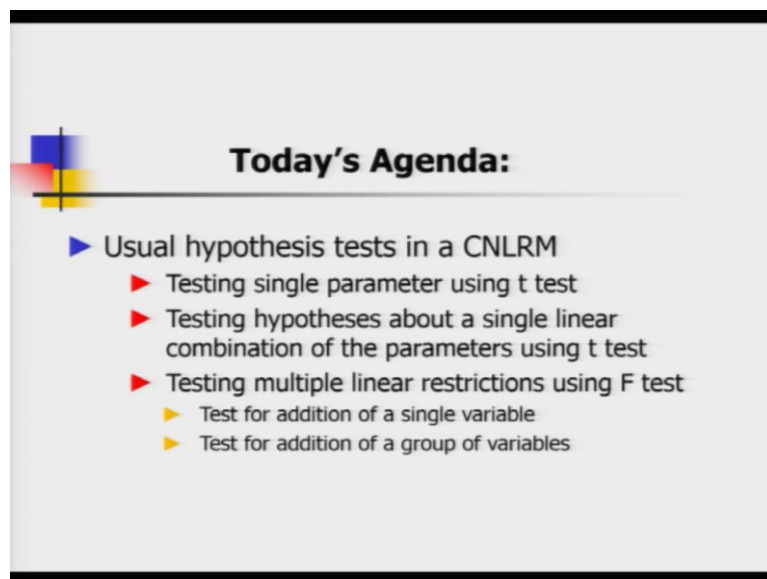 Today's Agenda:
Usual hypothesis tests in a CNLRM
Testing single parameter using t test
Testing hypotheses about a single linear
combination of the parameters using t test
Testing multiple linear restrictions using F test
Test for addition of a single variable
Test for addition of a group of variables